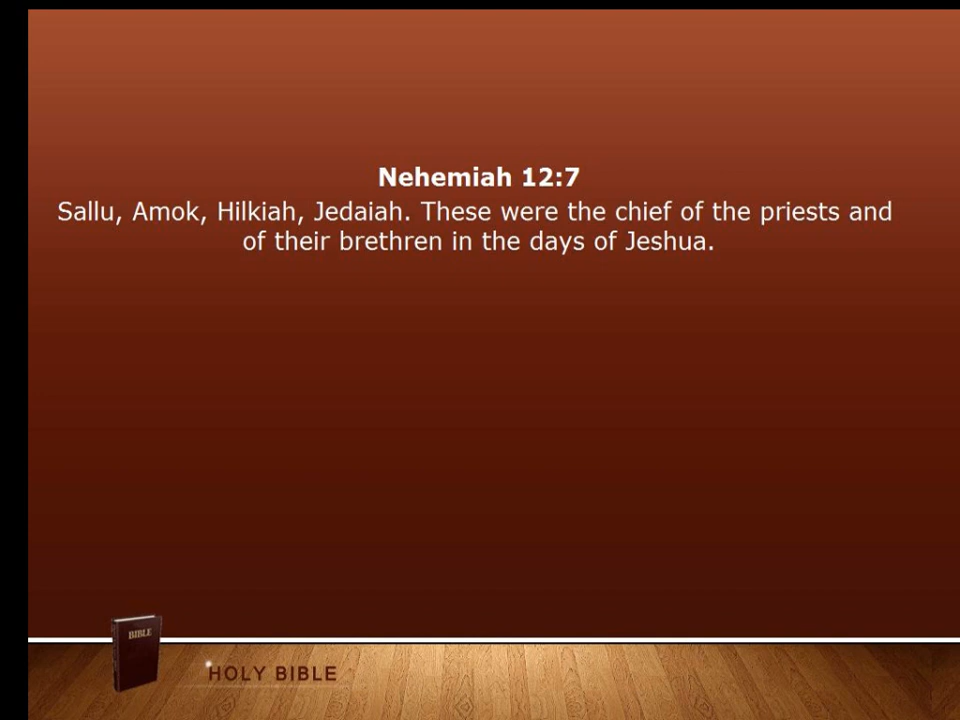 Nehemiah 12:7
Sallu, Amok, Hilkiah, Jedaiah. These were the chief of the priests and
of their brethren in the days of Jeshua.
BIBLE
HOLY BIBLE